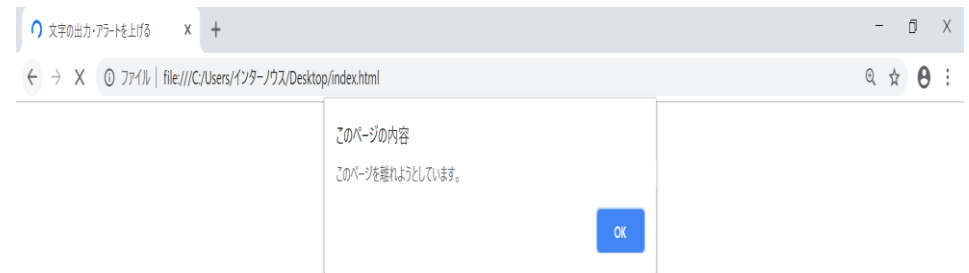 文字の出力・アラートを上げる
ファイル | file:///C:/Users/インターノウス/Desktop/index.html
このページの内容
このページを離れようとしています。
OK